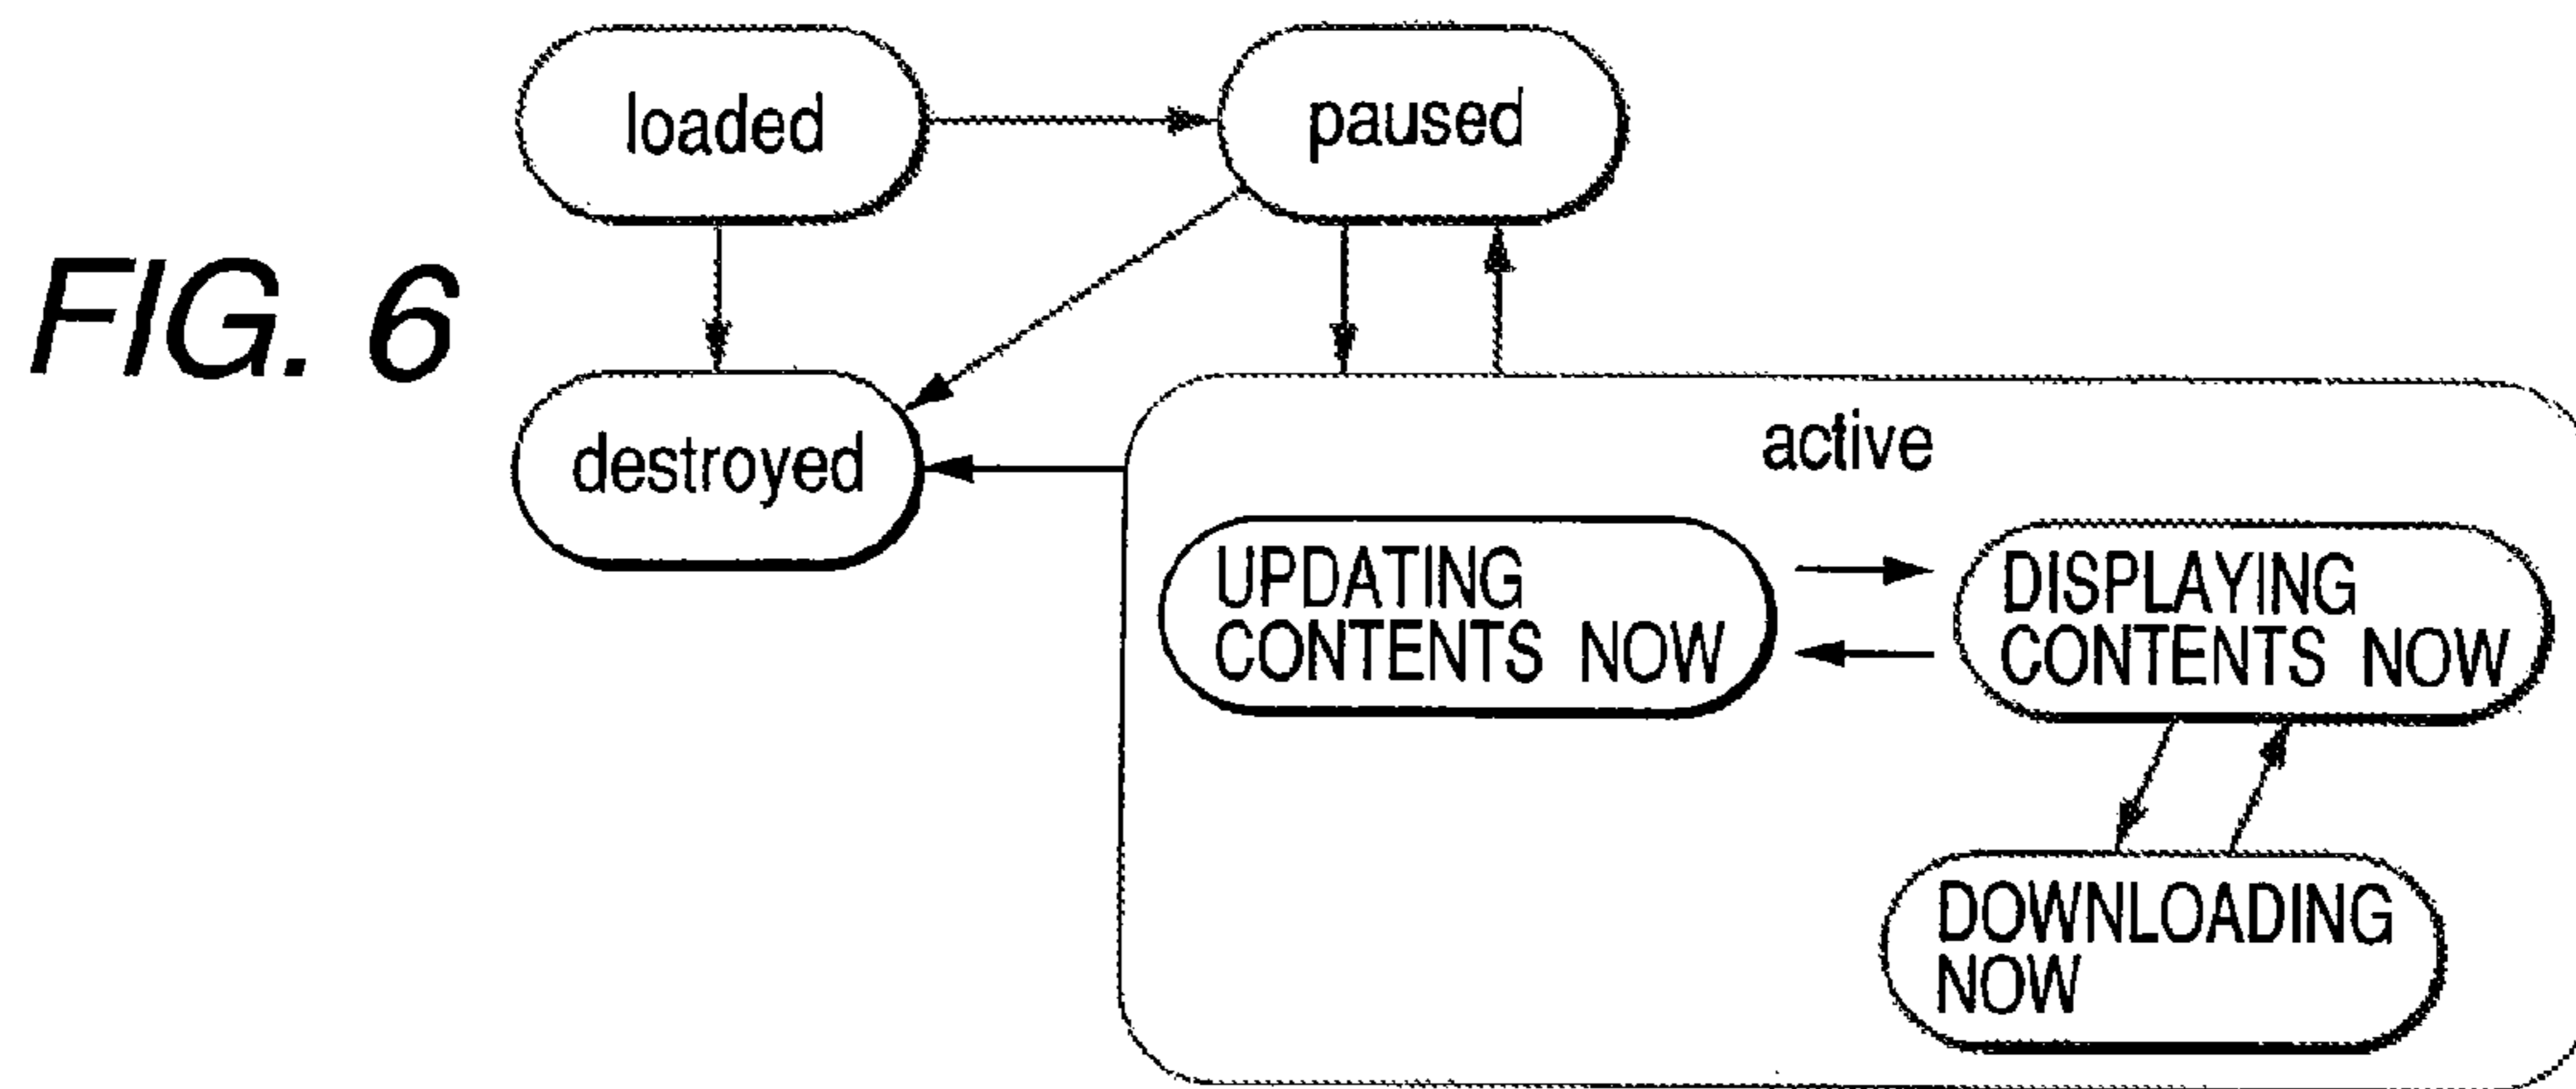 FIG. 6
loaded
paused
destroyed
active
UPDATING
CONTENTS NOW
DISPLAYING
CONTENTS NOW
DOWNLOADING
NOW